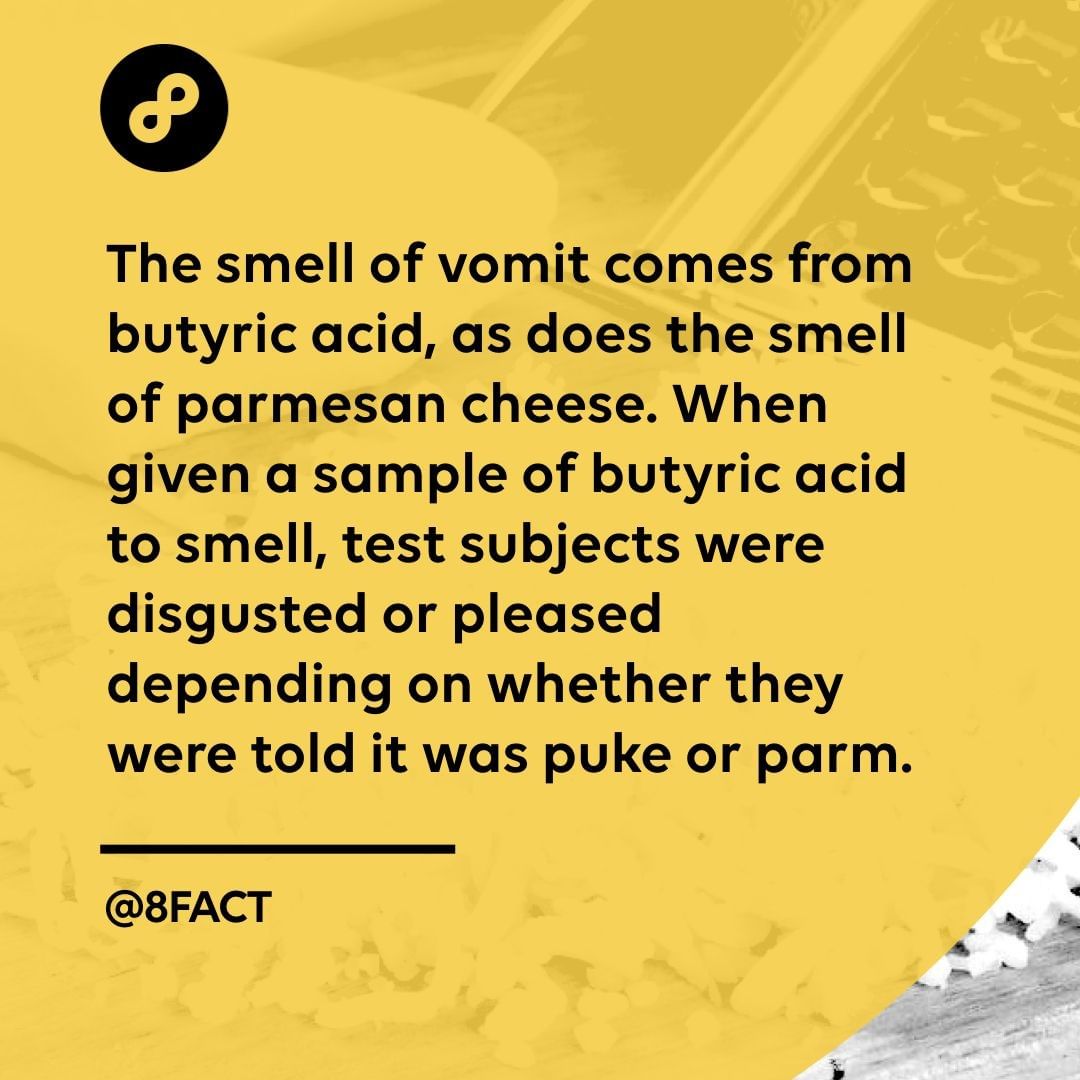 The smell of vomit comes from
butyric acid, as does the smell
of parmesan cheese. When
given a sample of butyric acid
to smell, test subjects were
disgusted or pleased
depending on whether they
were told it was puke or parm.
@8FACT